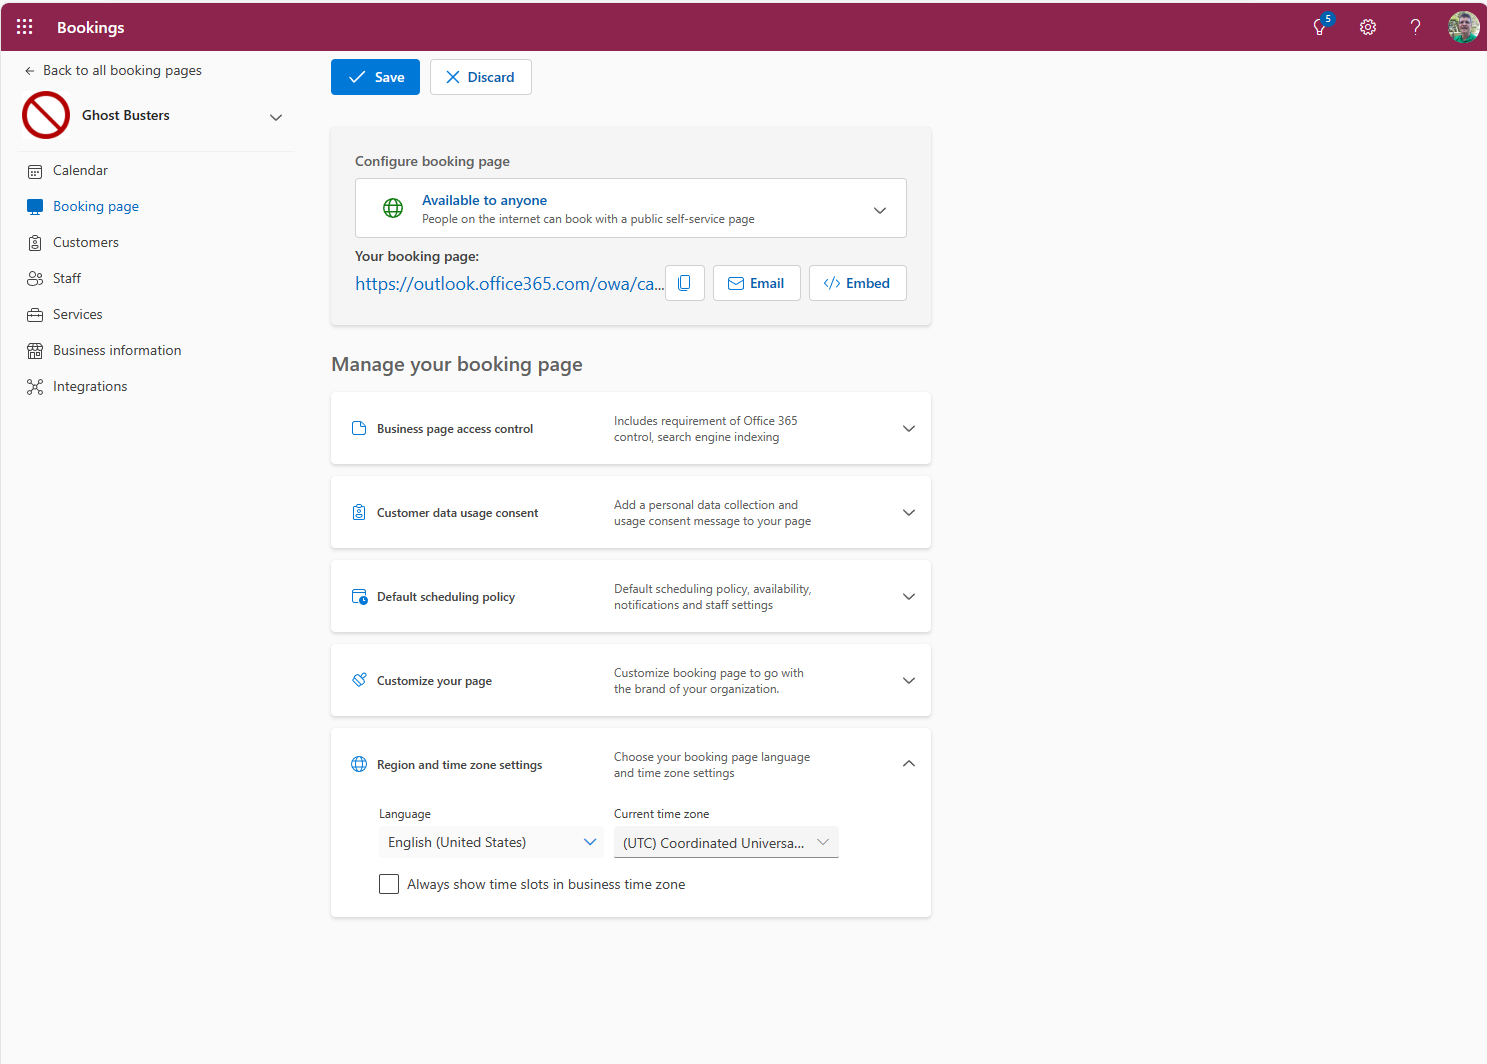 Bookings
5
Back to all booking pages
Ghost Busters
Calendar
Booking page
Customers
Staff
Services
Business information
Integrations
Save
Discard
Configure booking page
Available to anyone
People on the internet can book with a public self-service page
Your booking page:
https://outlook.office365.com/owa/ca...
Email
Embed
Manage your booking page
Business page access control
Includes requirement of Office 365
control, search engine indexing
Customer data usage consent
Add a personal data collection and
usage consent message to your page
Default scheduling policy
Default scheduling policy, availability,
notifications and staff settings
Customize your page
Customize booking page to go with
the brand of your organization.
Region and time zone settings
Choose your booking page language
and time zone settings
Language
Current time zone
English (United States)
(UTC) Coordinated Universa...
Always show time slots in business time zone